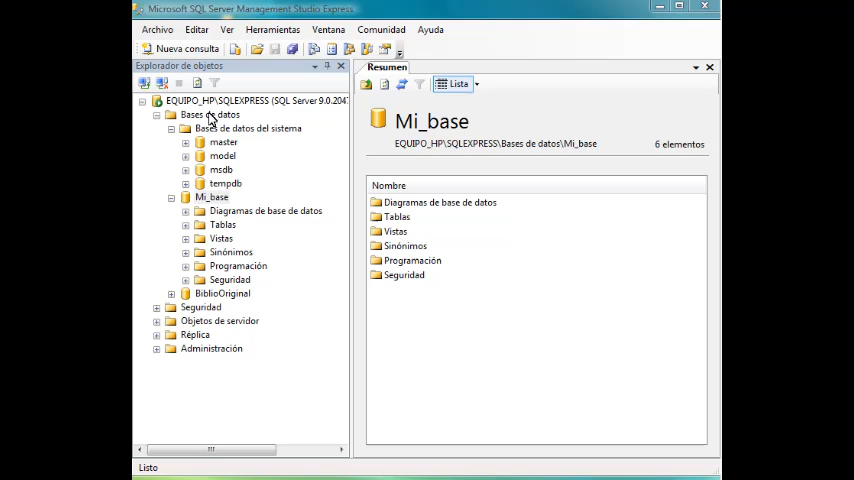 Microsoft SQL Server Management Studio Express
Archivo Editar Ver Herramientas Ventana Comunidad Ayuda
Nueva consulta
Explorador de objetos
EQUIPO_HP\SQLEXPRESS (SQL Server 9.0.2047
Bases de datos
Bases de datos del sistema
master
model
msdb
tempdb
Mi_base
Diagramas de base de datos
Tablas
Vistas
Sinónimos
Programación
Seguridad
BiblioOriginal
Seguridad
Objetos de servidor
Réplica
Administración
Resumen
Lista
Mi_base
EQUIPO_HP\SQLEXPRESS\Bases de datos\Mi_base 6 elementos
Nombre
Diagramas de base de datos
Tablas
Vistas
Sinónimos
Programación
Seguridad
Listo